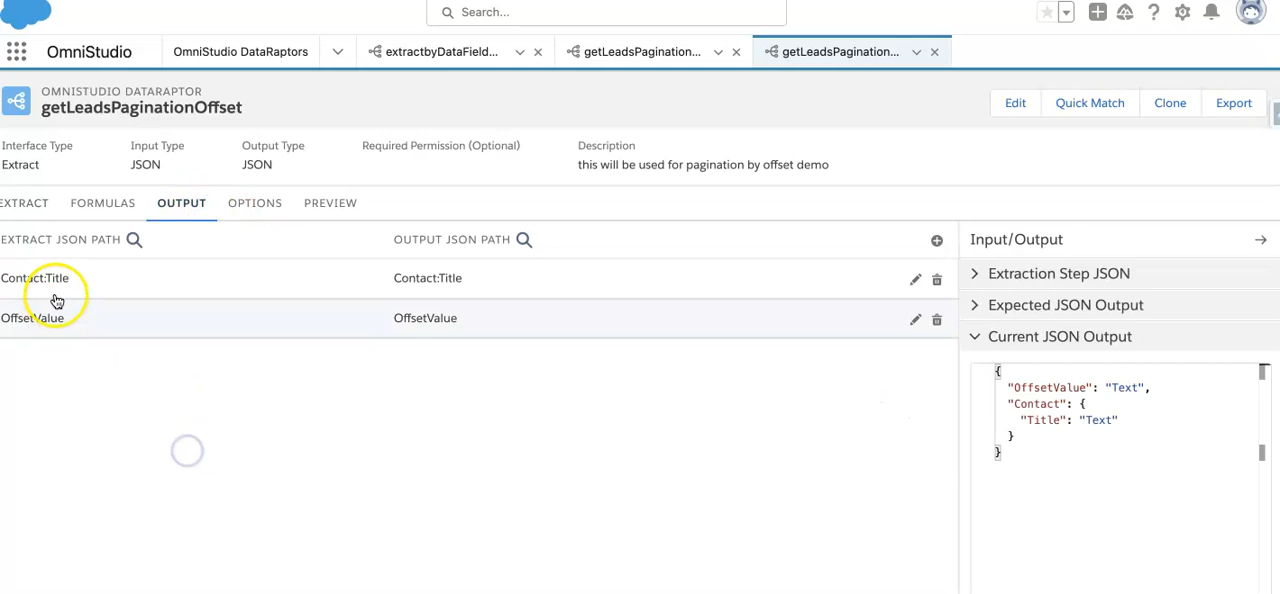 Search...
OmniStudio
OmniStudio DataRaptors
extractbyDataField...
getLeadsPagination...
getLeadsPagination...
OMNISTUDIO DATARAPTOR
getLeadsPaginationOffset
Edit
Quick Match
Clone
Export
Interface Type
Input Type
Output Type
Required Permission (Optional)
Description
Extract
JSON
JSON
this will be used for pagination by offset demo
EXTRACT
FORMULAS
OUTPUT
OPTIONS
PREVIEW
EXTRACT JSON PATH
OUTPUT JSON PATH
Contact:Title
Contact:Title
OffsetValue
OffsetValue
Input/Output
Extraction Step JSON
Expected JSON Output
Current JSON Output
{
"OffsetValue": "Text",
"Contact": {
"Title": "Text"
}
}